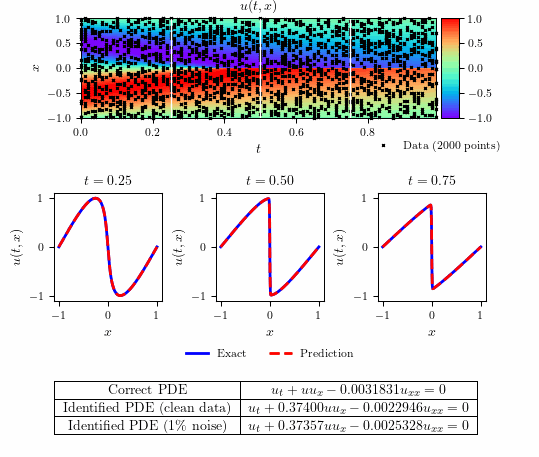 u(t, x)
1.0
0.5
0.0
−0.5
−1.0
x
0.0 0.2 0.4 0.6 0.8
t
1.0
0.5
0.0
−0.5
−1.0
Data (2000 points)
t = 0.25
t = 0.50
t = 0.75
u(t, x)
1
0
−1
−1 0 1
x
u(t, x)
1
0
−1
−1 0 1
x
u(t, x)
1
0
−1
−1 0 1
x
Exact
Prediction
Correct PDE u_t + uu_x − 0.0031831u_xx = 0
Identified PDE (clean data) u_t + 0.37400uu_x − 0.0022946u_xx = 0
Identified PDE (1% noise) u_t + 0.37357uu_x − 0.0025328u_xx = 0